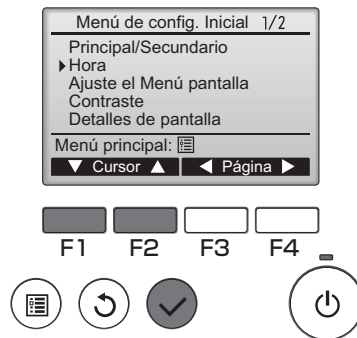 Menú de config. Inicial 1/2
Principal/Secundario
Hora
Ajuste el Menú pantalla
Contraste
Detalles de pantalla
Menú principal:
▼ Cursor ▲ ◀ Página ▶
F1 F2 F3 F4